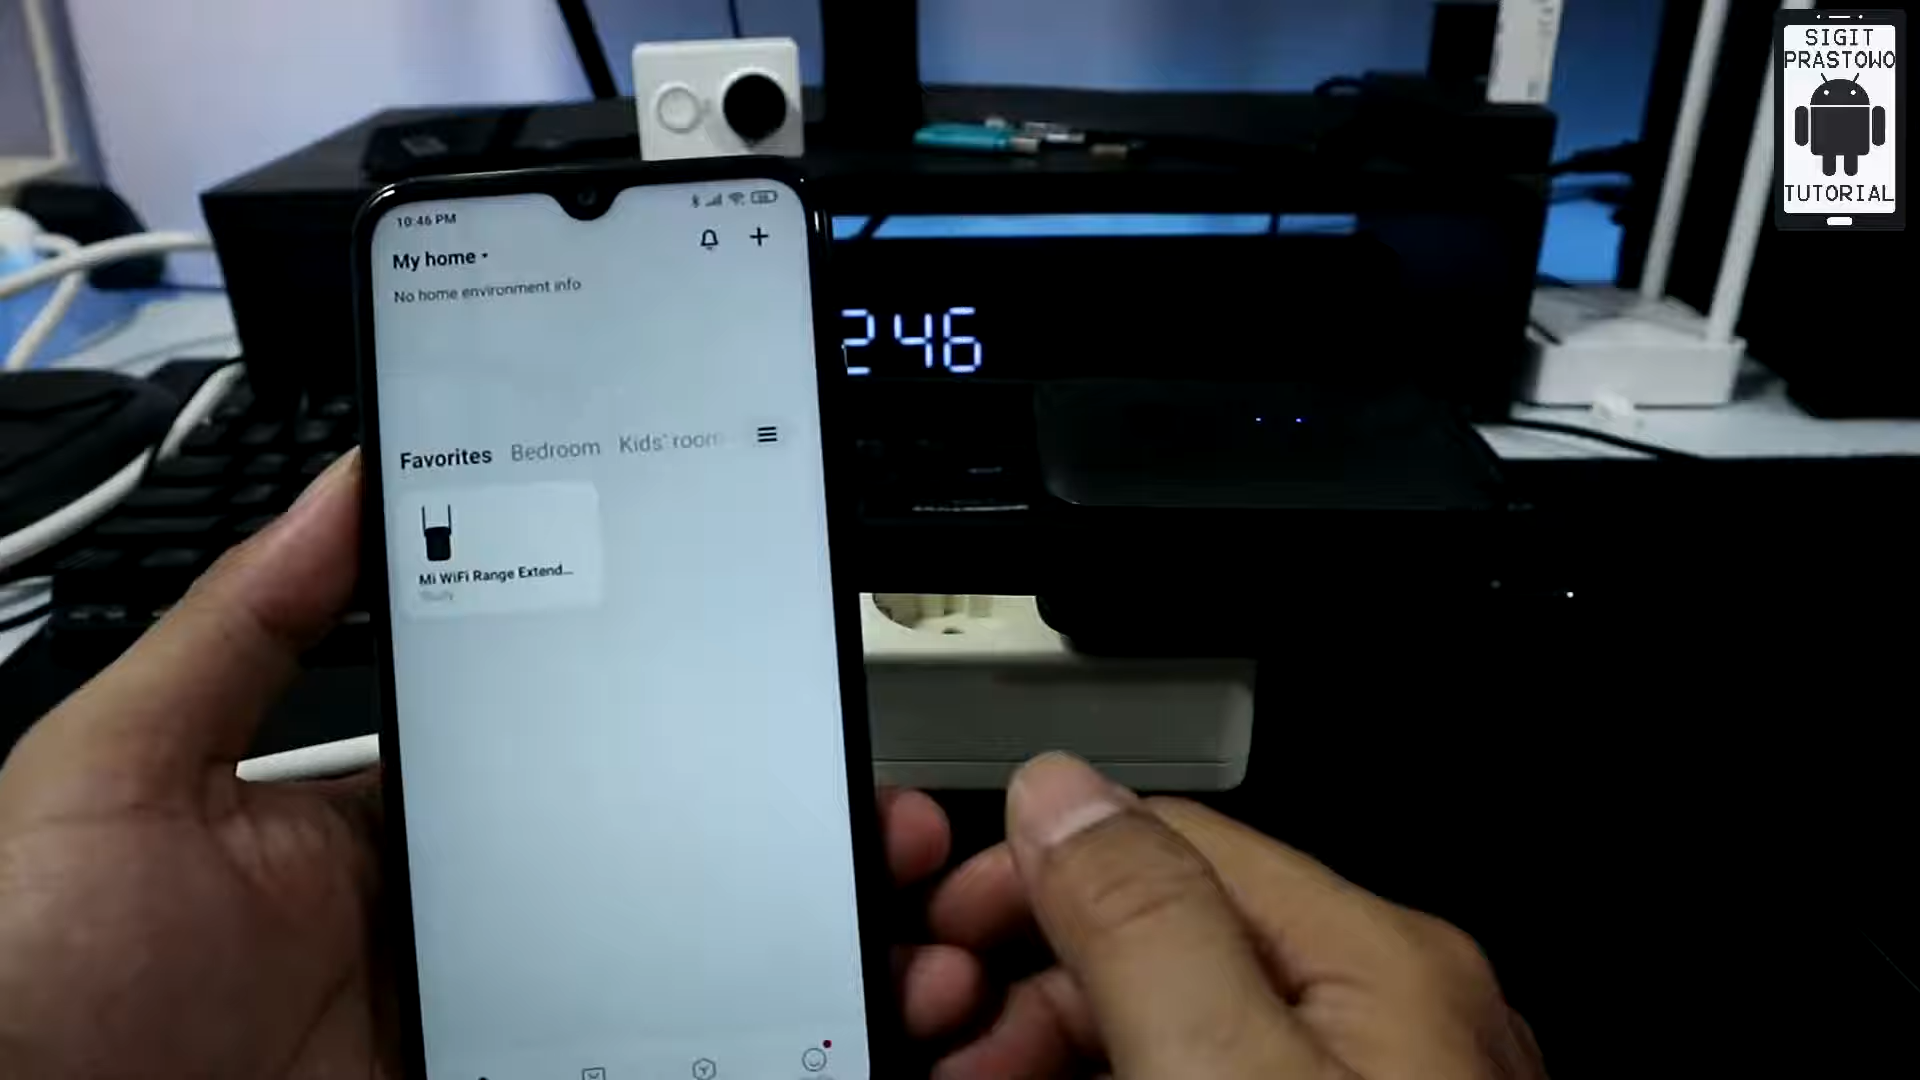 SIGIT
PRASTOWO
TUTORIAL
10:46 PM
My home
No home environment info
246
Favorites Bedroom Kids' room
Mi WiFi Range Extend...
Study